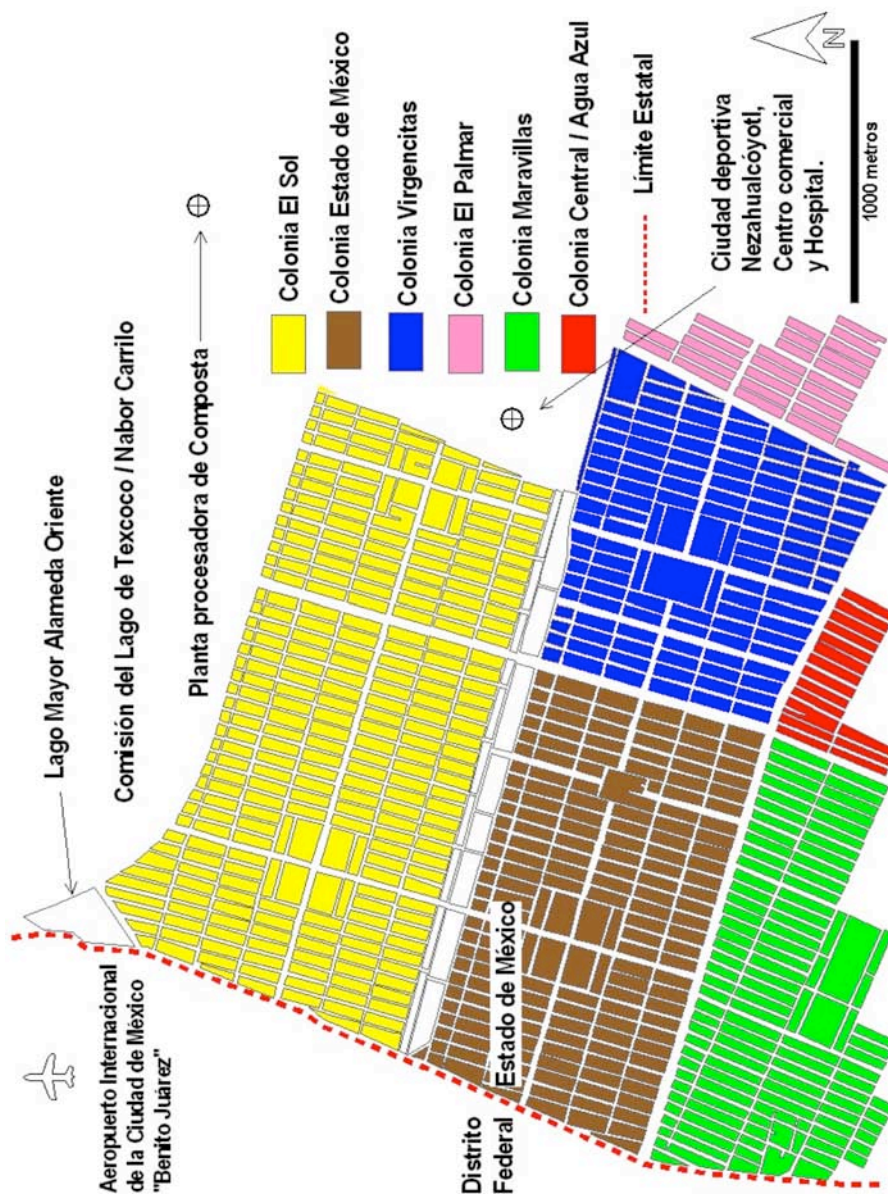 Lago Mayor Alameda Oriente
Comisión del Lago de Texcoco / Nabor Carrilo
Planta procesadora de Composta
Aeropuerto Internacional
de la Ciudad de México
"Benito Juárez"
Distrito
Federal
Estado de México
Colonia El Sol
Colonia Estado de México
Colonia Virgencitas
Colonia El Palmar
Colonia Maravillas
Colonia Central / Agua Azul
Límite Estatal
Ciudad deportiva
Nezahualcóyotl,
Centro comercial
y Hospital.
N
1000 metros